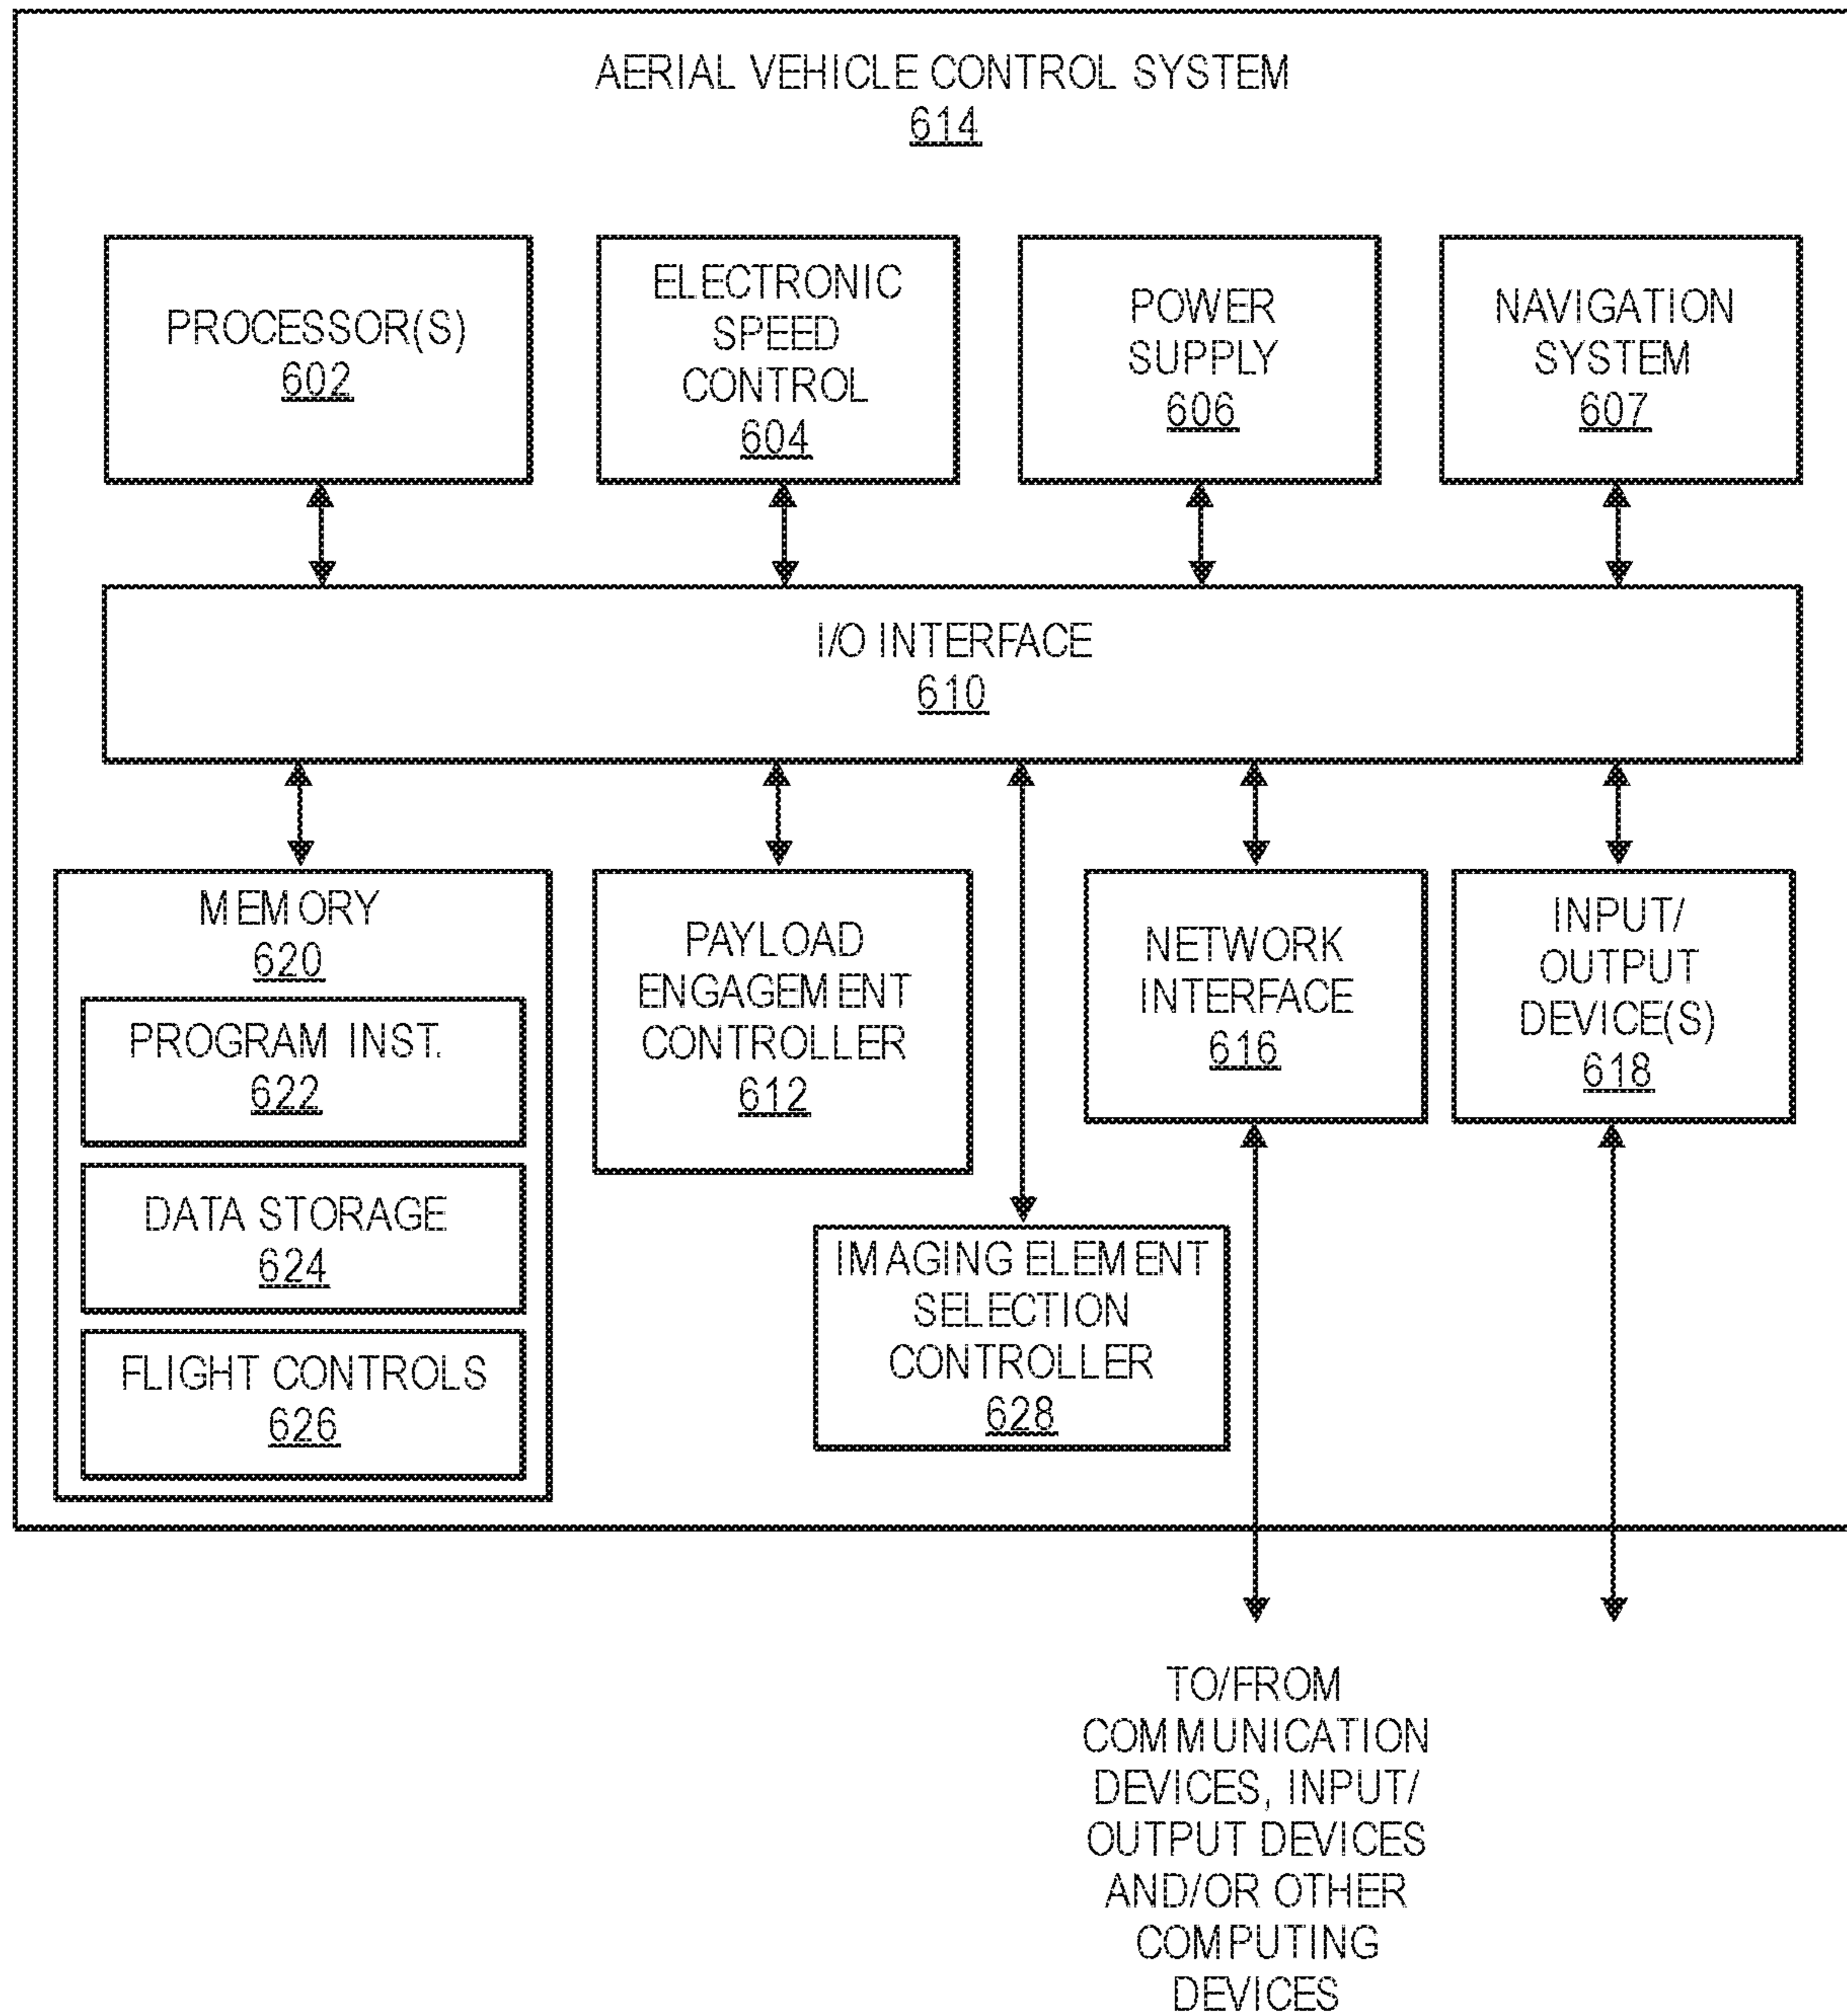 AERIAL VEHICLE CONTROL SYSTEM
614
PROCESSOR(S)
602
ELECTRONIC
SPEED
CONTROL
604
POWER
SUPPLY
606
NAVIGATION
SYSTEM
607
I/O INTERFACE
610
MEMORY
620
PROGRAM INST.
622
DATA STORAGE
624
FLIGHT CONTROLS
626
PAYLOAD
ENGAGEMENT
CONTROLLER
612
IMAGING ELEMENT
SELECTION
CONTROLLER
628
NETWORK
INTERFACE
616
INPUT/
OUTPUT
DEVICE(S)
618
TO/FROM
COMMUNICATION
DEVICES, INPUT/
OUTPUT DEVICES
AND/OR OTHER
COMPUTING
DEVICES